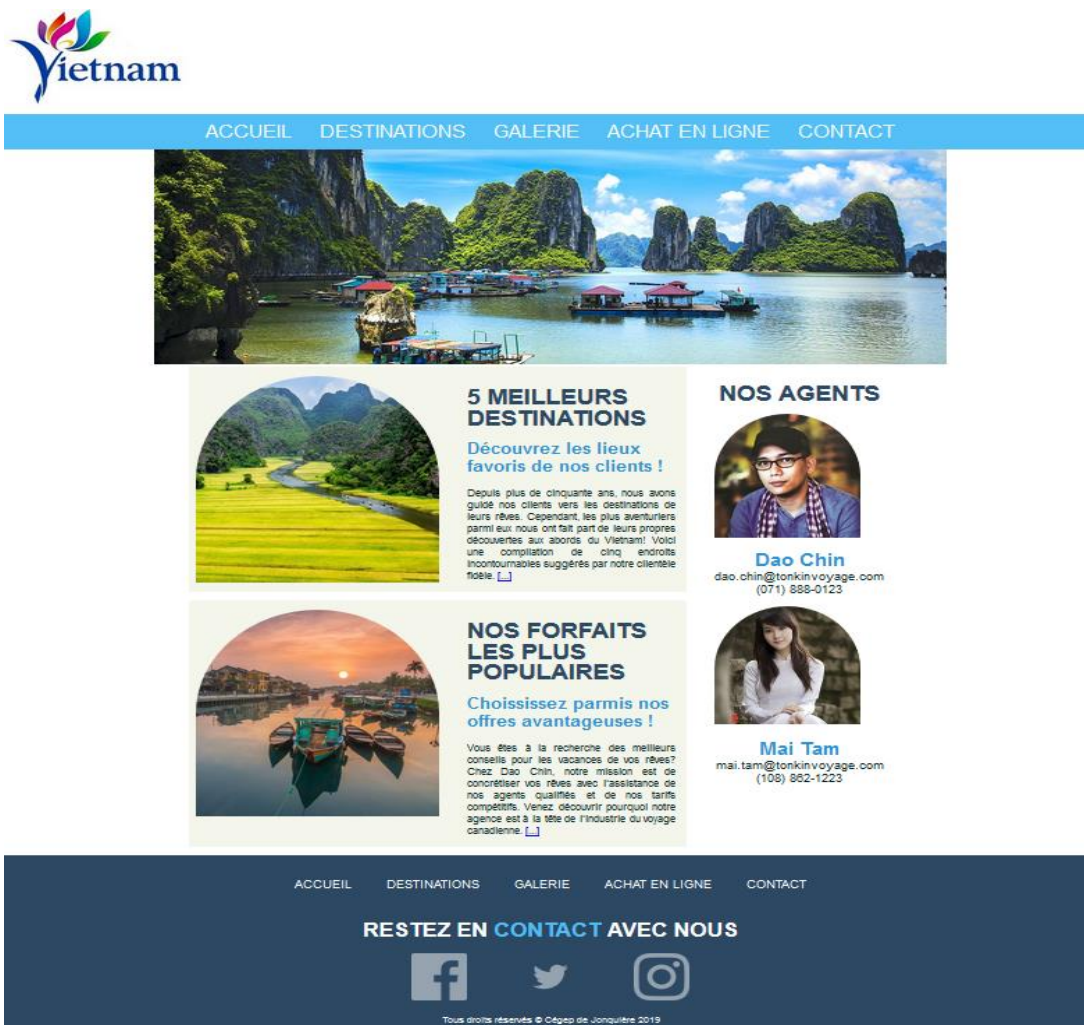 Vietnam
ACCUEIL DESTINATIONS GALERIE ACHAT EN LIGNE CONTACT
5 MEILLEURS
DESTINATIONS
Découvrez les lieux
favoris de nos clients !
Depuis plus de cinquante ans, nous avons
guidé nos clients vers les destinations de
leurs rêves. Cependant, les plus aventuriers
parmi eux nous ont fait part de leurs propres
découvertes aux abords du Vietnam! Voici
une compilation de cinq endroits
incontournables suggérés par notre clientèle
fidèle. [...]
NOS FORFAITS
LES PLUS
POPULAIRES
Choississez parmis nos
offres avantageuses !
Vous êtes à la recherche des meilleurs
conseils pour les vacances de vos rêves?
Chez Dao Chin, notre mission est de
concrétiser vos rêves avec l'assistance de
nos agents qualifiés et de nos tarifs
compétitifs. Venez découvrir pourquoi notre
agence est à la tête de l'industrie du voyage
canadienne. [...]
NOS AGENTS
Dao Chin
dao.chin@tonkinvoyage.com
(071) 888-0123
Mai Tam
mai.tam@tonkinvoyage.com
(108) 862-1223
ACCUEIL DESTINATIONS GALERIE ACHAT EN LIGNE CONTACT
RESTEZ EN CONTACT AVEC NOUS
Tous droits réservés © Cégep de Jonquière 2019